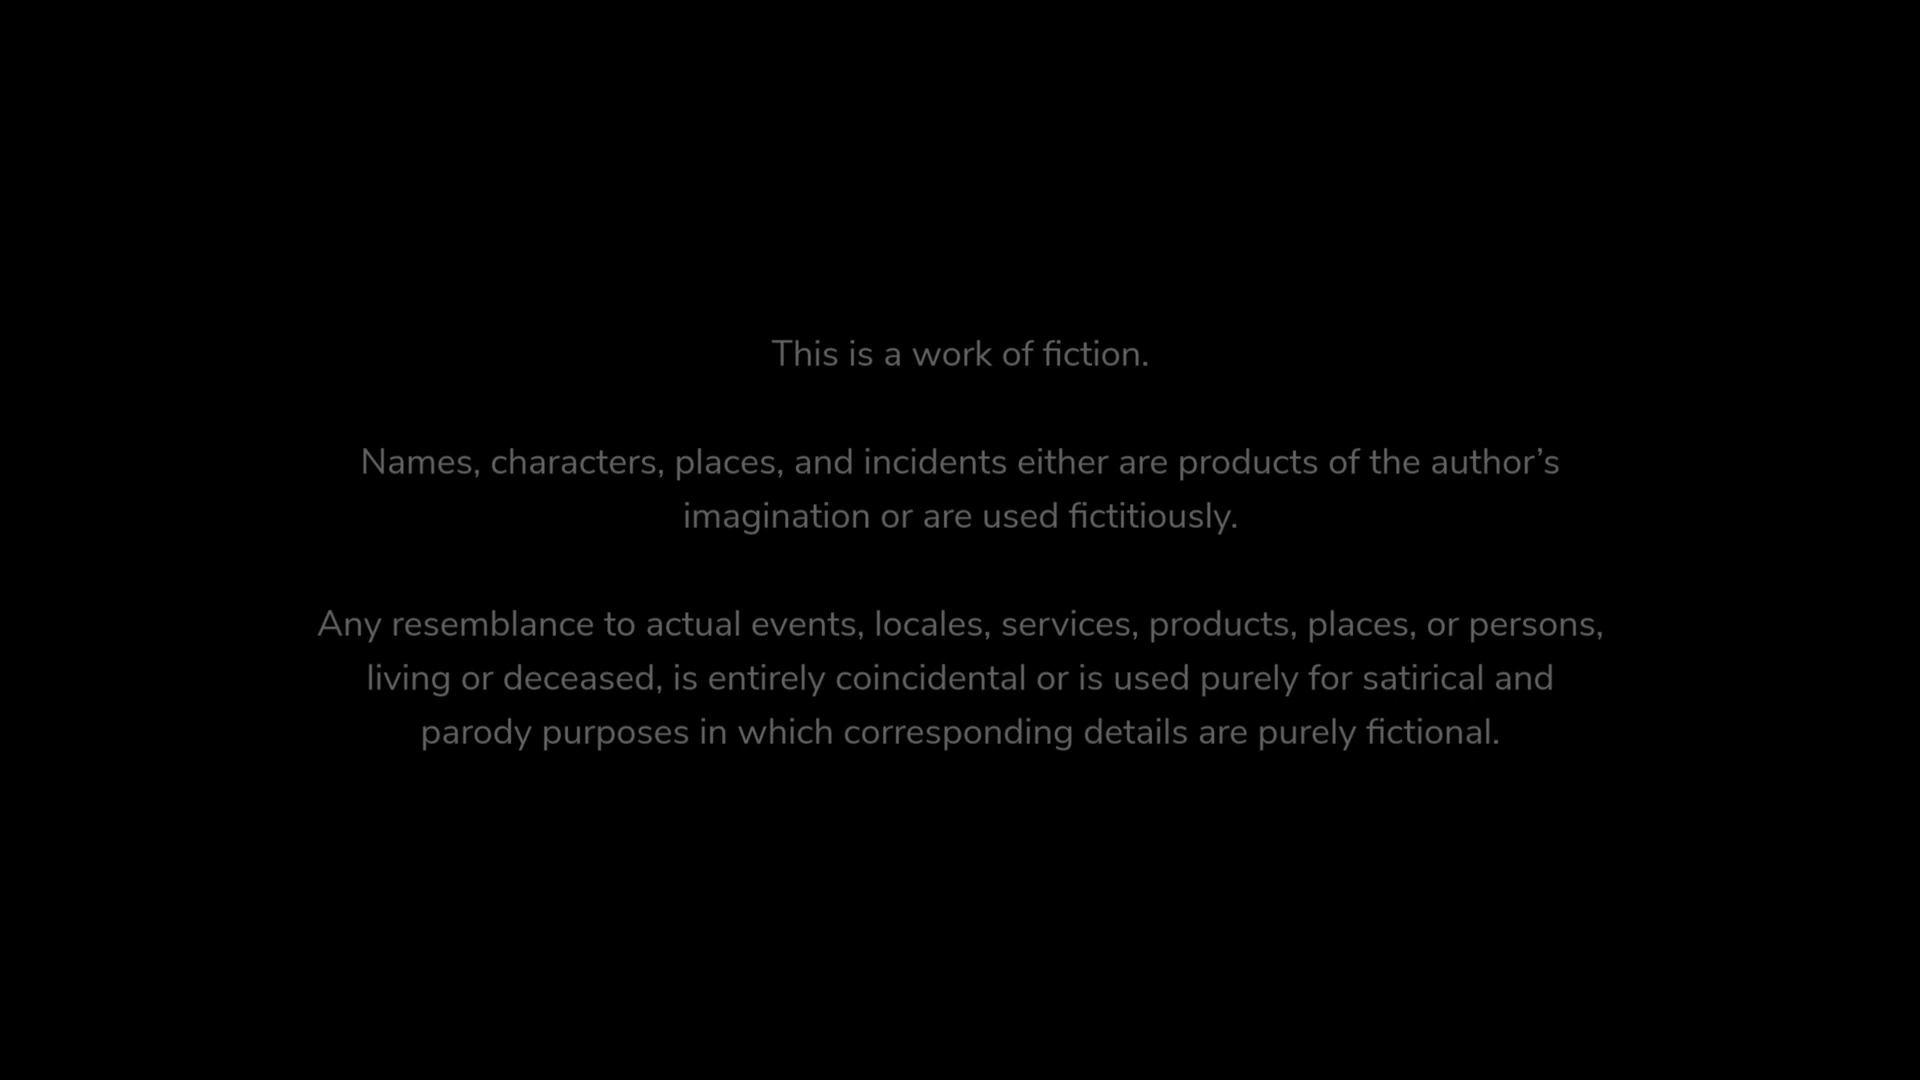 This is a work of fiction.
Names, characters, places, and incidents either are products of the author’s
imagination or are used fictitiously.
Any resemblance to actual events, locales, services, products, places, or persons,
living or deceased, is entirely coincidental or is used purely for satirical and
parody purposes in which corresponding details are purely fictional.